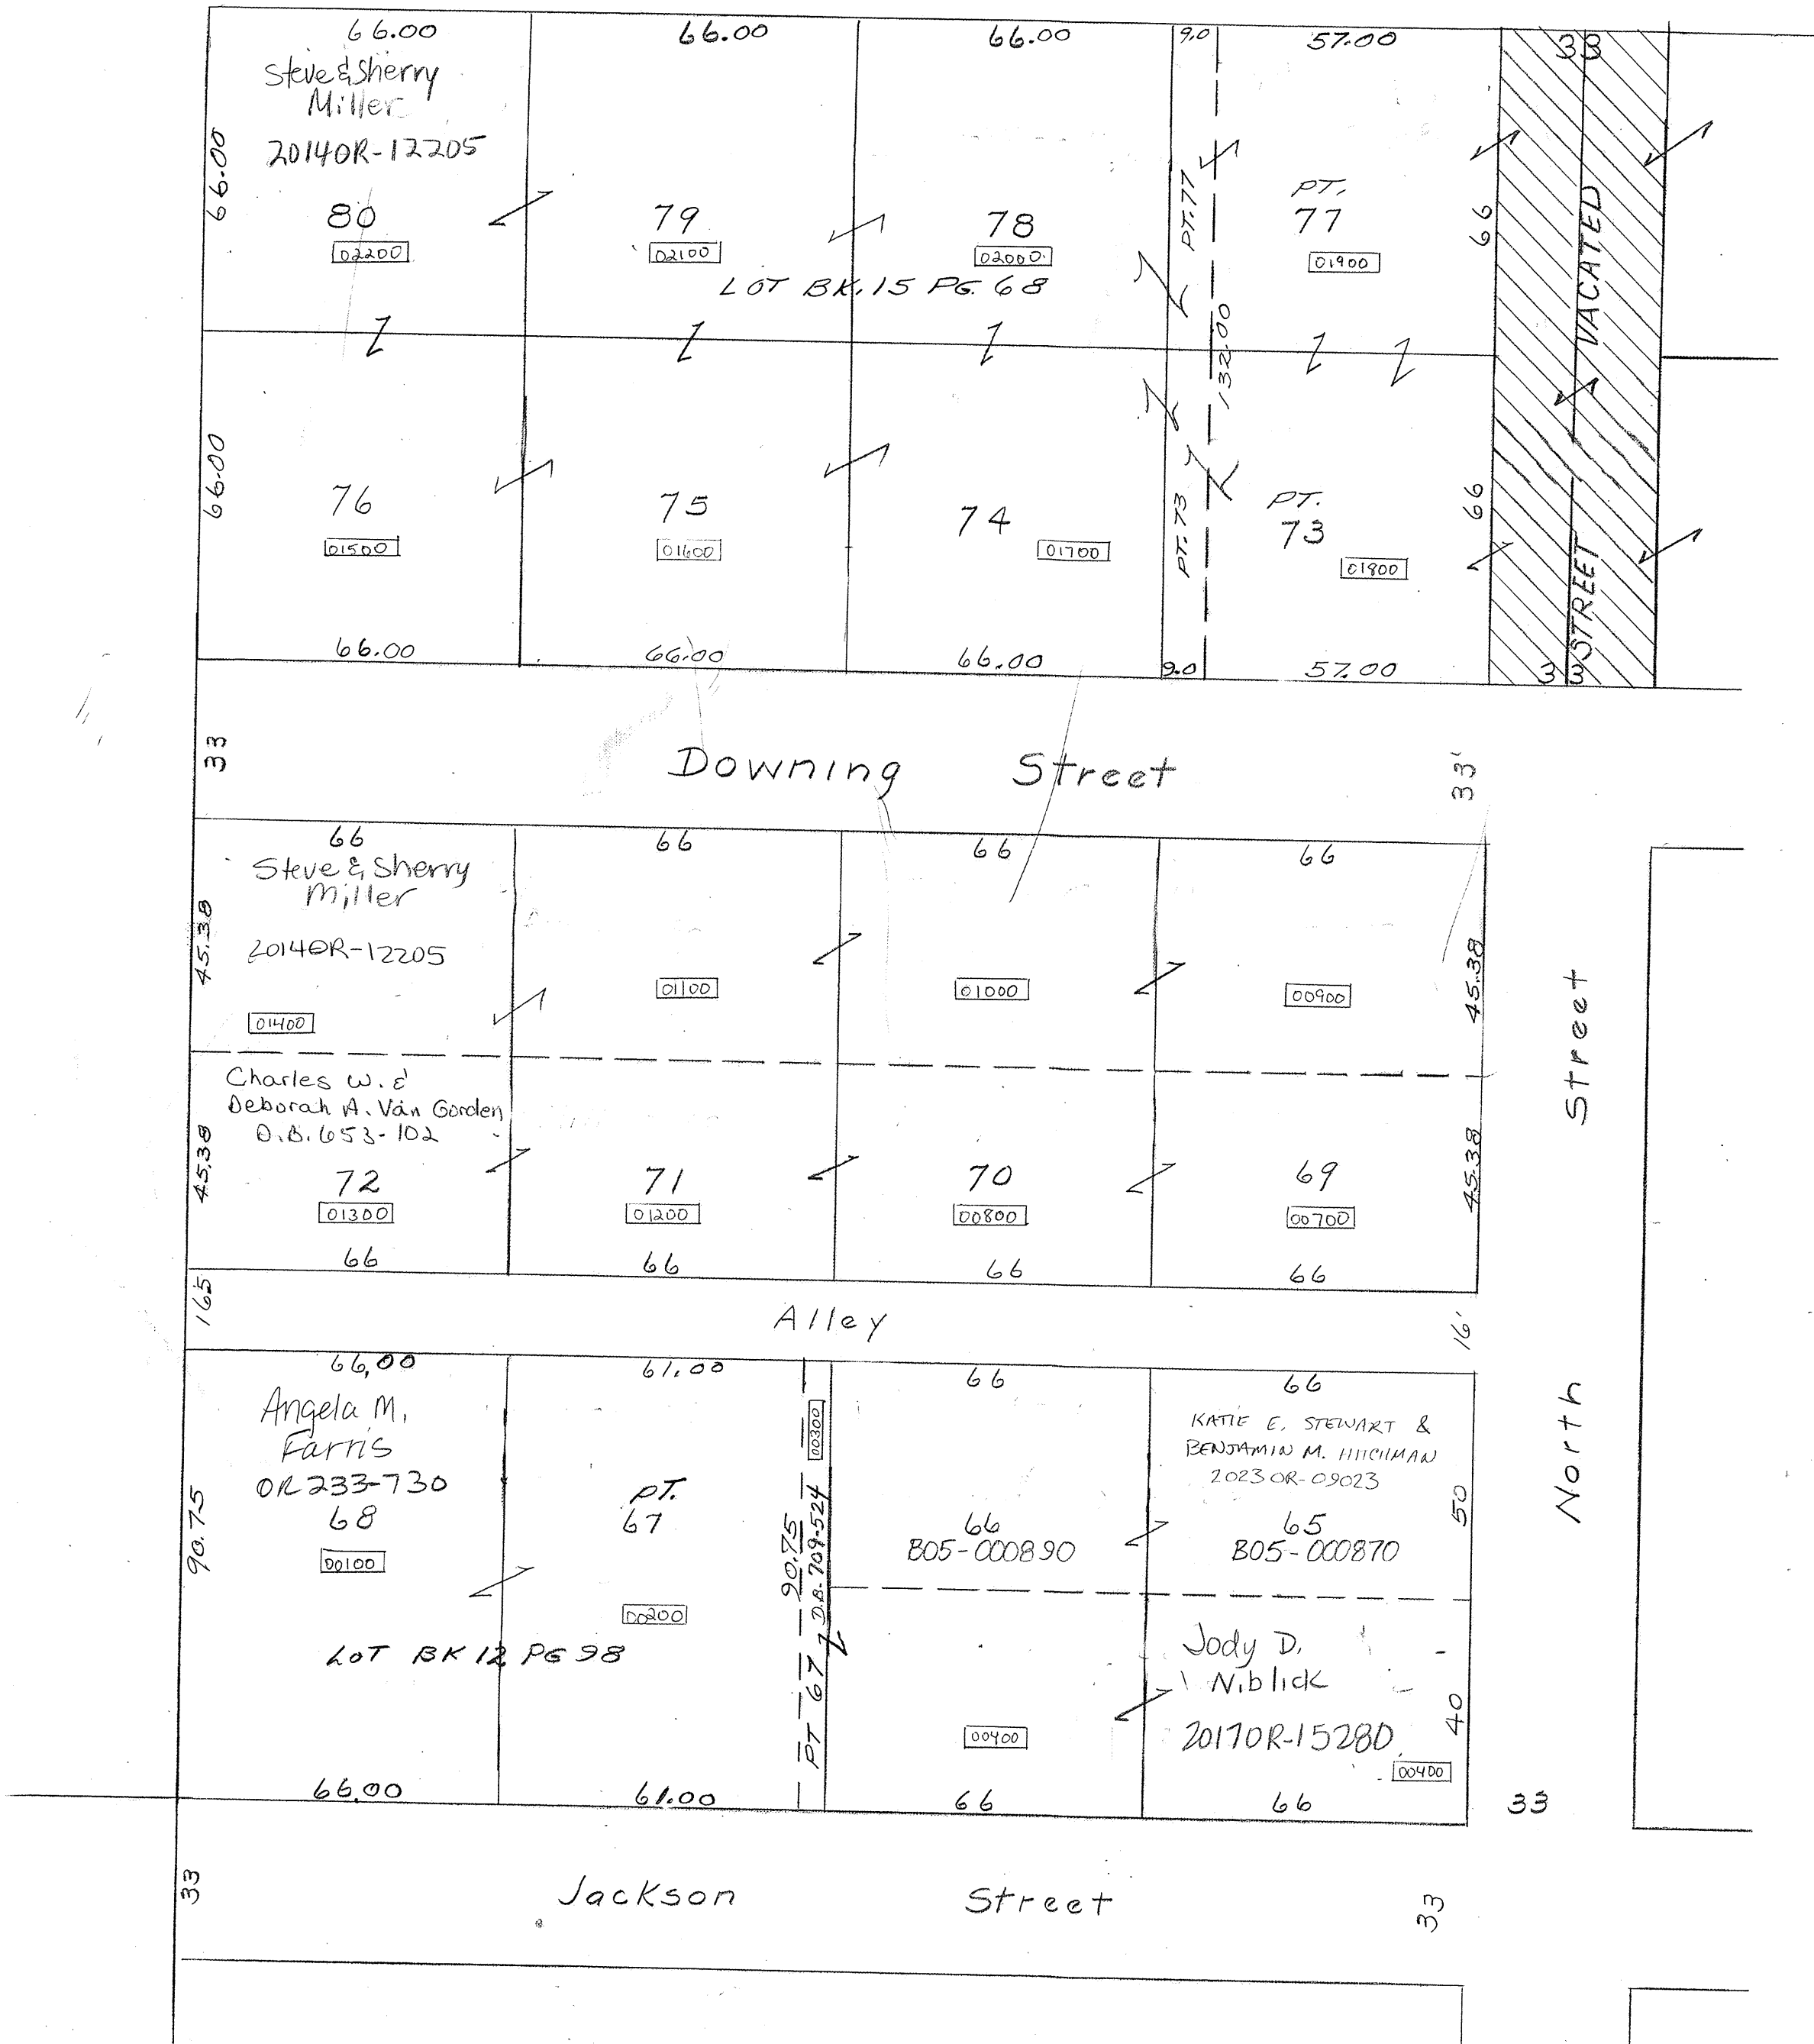 66.00 66.00 66.00 9.0 57.00 33
Steve & Sherry
Miller
2014OR-12205
66.00
80 79 78 PT.77 PT.
77 66
02200 02100 02000 01900
LOT BK.15 PG. 68
132.00
VACATED
66.00
76 75 74 PT.73 PT.
73 66
01500 01600 01700 01800
STREET
66.00 66.00 66.00 9.0 57.00 33
33 Downing Street 33'
66 66 66 66
Steve & Sherry
Miller
45.38 2014OR-12205 45.38
01400 01100 01000 00900
Charles W. &
Deborah A. Van Gorden
D.B. 653-102
45.38 72 71 70 69 45.38
01300 01200 00800 00700
66 66 66 66
North Street
165 Alley 16'
66.00 61.00 66 66
Angela M.
Farris
OR 233-730
68
00100
90.75
PT.
67
00200
LOT BK 12 PG 98
90.75
PT 67 D.B. 709-524 00300
66
B05-000890
KATIE E. STEWART &
BENJAMIN M.
2023OR-09023
65
B05-000870
50
00400
Jody D.
Niblick
2017OR-15280
00400
40
66.00 61.00 66 66 33
33 Jackson Street 33